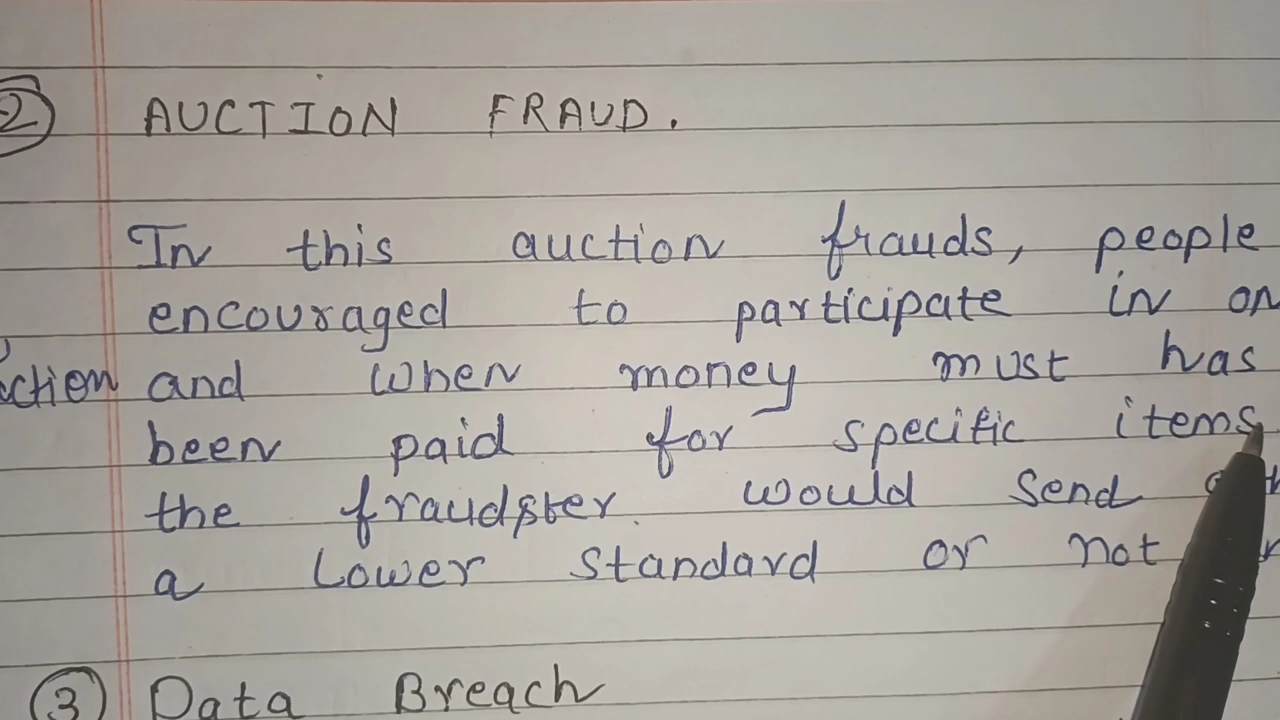 2 AUCTION FRAUD.
In this auction frauds, people
encouraged to participate in on
ction and when money must has
been paid for specific items
the fraudster would send
a Lower standard or not
3 Data Breach